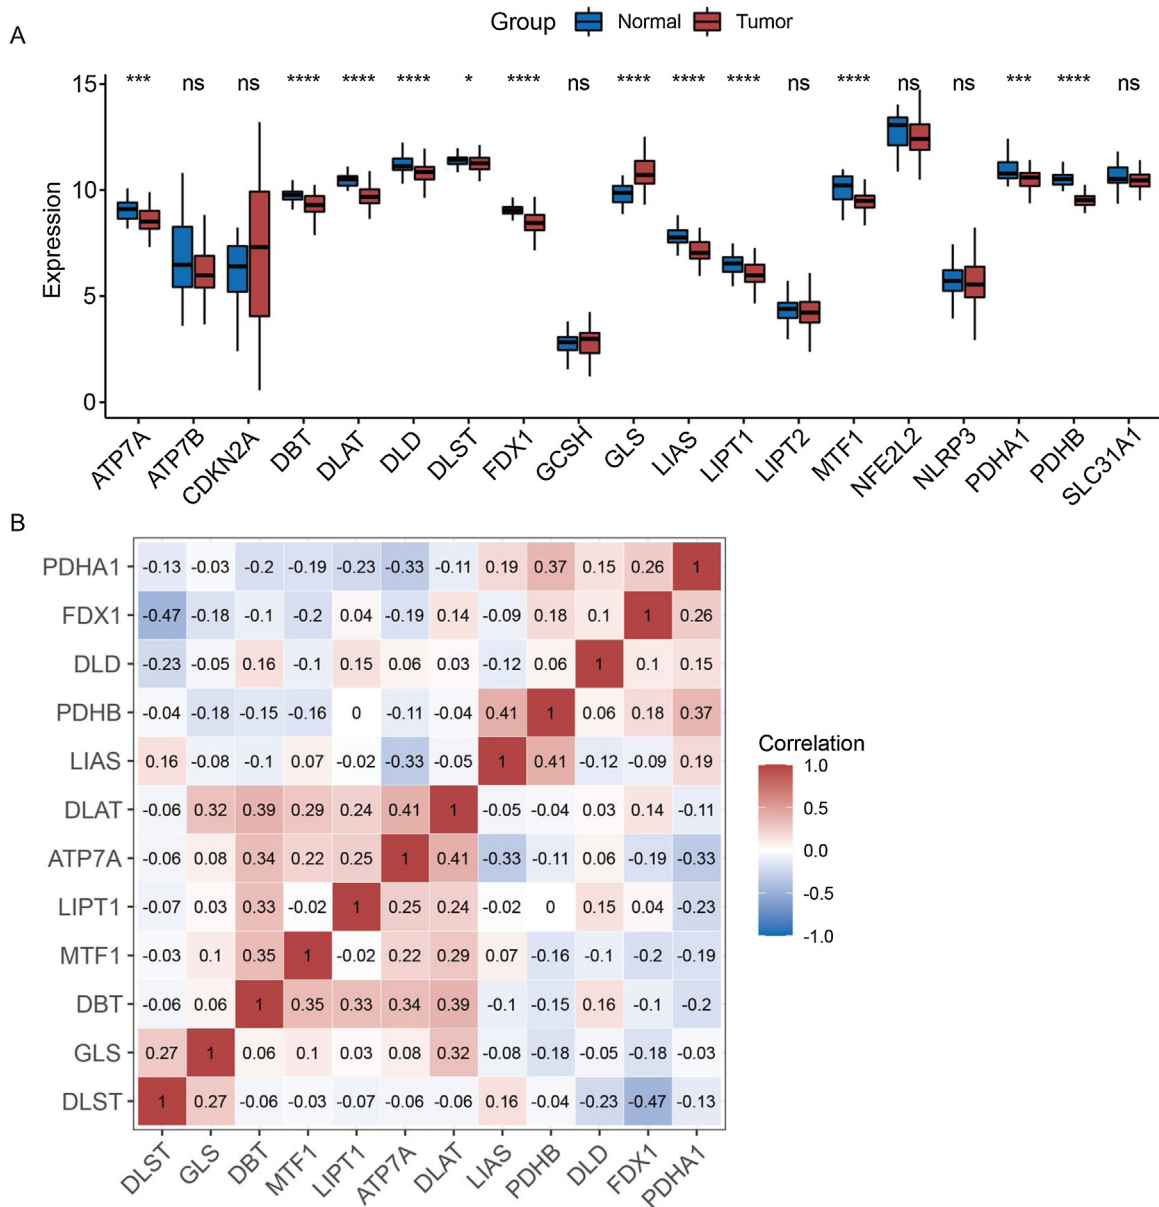 A
Group Normal Tumor
*** ns ns **** **** **** * **** ns **** **** **** ns **** ns ns *** **** ns
Expression
15
10
5
0
ATP7A ATP7B CDKN2A DBT DLAT DLD DLST FDX1 GCSH GLS LIAS LIPT1 LIPT2 MTF1 NFE2L2 NLRP3 PDHA1 PDHB SLC31A1
B
PDHA1 -0.13 -0.03 -0.2 -0.19 -0.23 -0.33 -0.11 0.19 0.37 0.15 0.26 1
FDX1 -0.47 -0.18 -0.1 -0.2 0.04 -0.19 0.14 -0.09 0.18 0.1 1 0.26
DLD -0.23 -0.05 0.16 -0.1 0.15 0.06 0.03 -0.12 0.06 1 0.1 0.15
PDHB -0.04 -0.18 -0.15 -0.16 0 -0.11 -0.04 0.41 1 0.06 0.18 0.37
LIAS 0.16 -0.08 -0.1 0.07 -0.02 -0.33 -0.05 1 0.41 -0.12 -0.09 0.19
DLAT -0.06 0.32 0.39 0.29 0.24 0.41 1 -0.05 -0.04 0.03 0.14 -0.11
ATP7A -0.06 0.08 0.34 0.22 0.25 1 0.41 -0.33 -0.11 0.06 -0.19 -0.33
LIPT1 -0.07 0.03 0.33 -0.02 1 0.25 0.24 -0.02 0 0.15 0.04 -0.23
MTF1 -0.03 0.1 0.35 1 -0.02 0.22 0.29 0.07 -0.16 -0.1 -0.2 -0.19
DBT -0.06 0.06 1 0.35 0.33 0.34 0.39 -0.1 -0.15 0.16 -0.1 -0.2
GLS 0.27 1 0.06 0.1 0.03 0.08 0.32 -0.08 -0.18 -0.05 -0.18 -0.03
DLST 1 0.27 -0.06 -0.03 -0.07 -0.06 -0.06 0.16 -0.04 -0.23 -0.47 -0.13
DLST GLS DBT MTF1 LIPT1 ATP7A DLAT LIAS PDHB DLD FDX1 PDHA1
Correlation
1.0
0.5
0.0
-0.5
-1.0